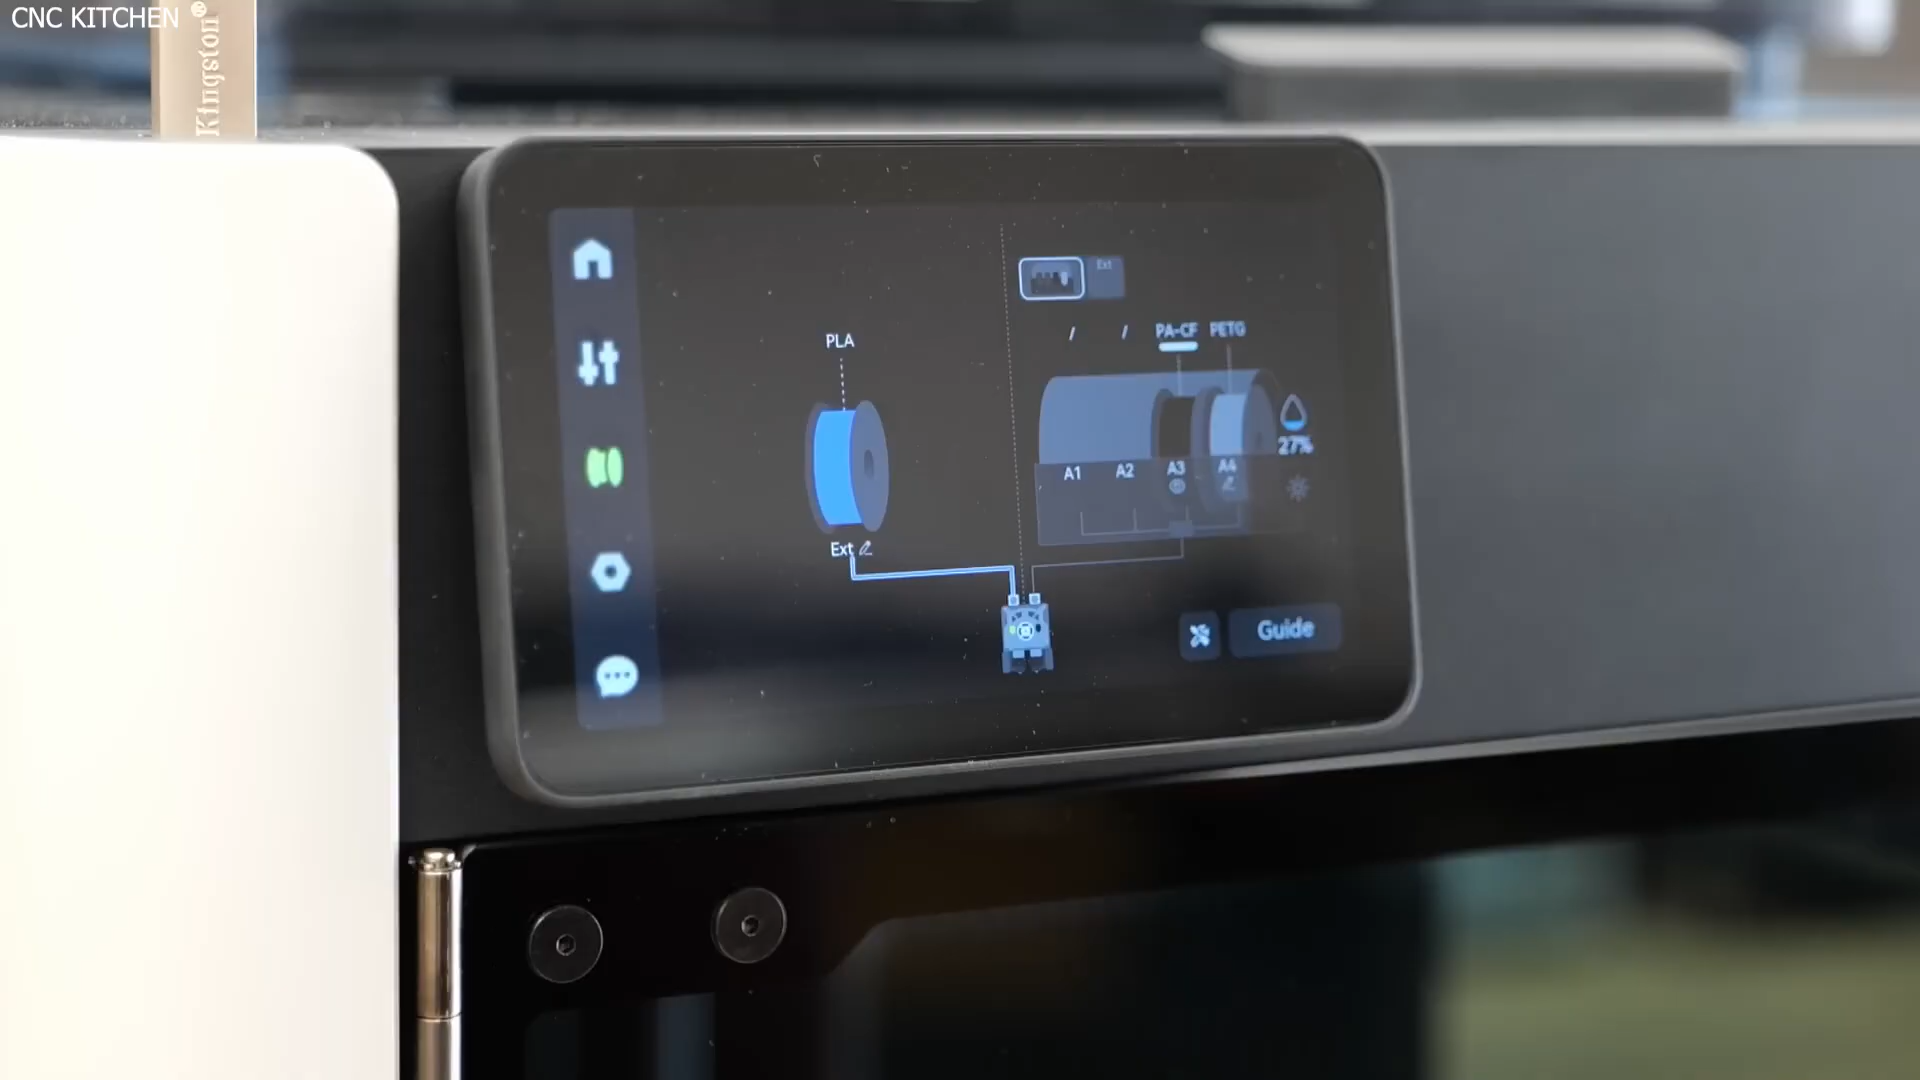 CNC KITCHEN®
Kingston
Ext
PLA
/ / PA-CF PETG
27%
A1 A2 A3 A4
Ext
Guide